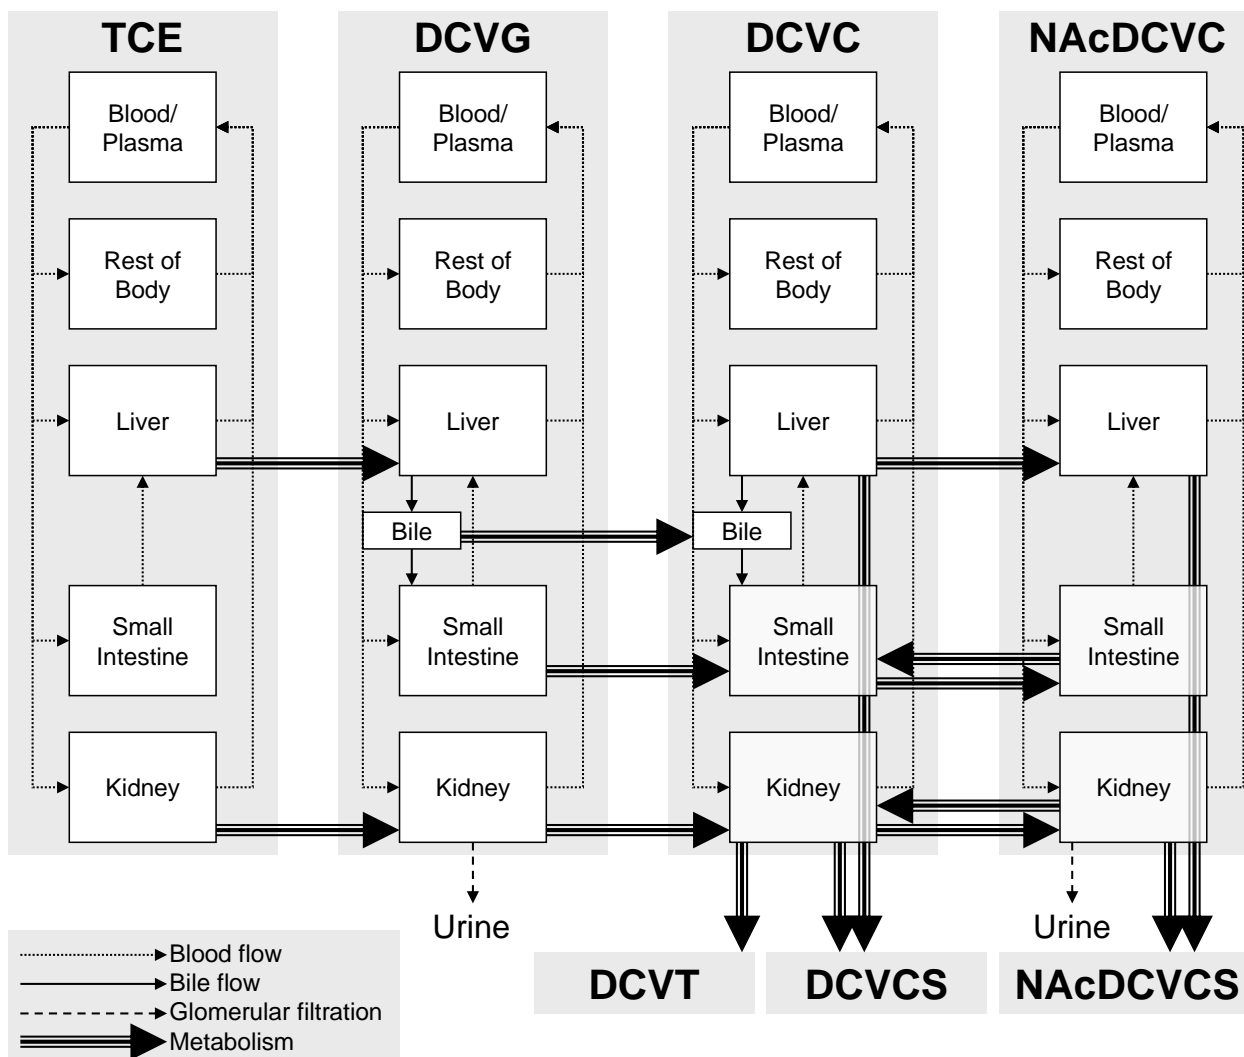 TCE
DCVG
DCVC
NAcDCVC
Blood/
Plasma
Blood/
Plasma
Blood/
Plasma
Blood/
Plasma
Rest of
Body
Rest of
Body
Rest of
Body
Rest of
Body
Liver
Liver
Liver
Liver
Bile
Bile
Small
Intestine
Small
Intestine
Small
Intestine
Small
Intestine
Kidney
Kidney
Kidney
Kidney
Urine
Urine
DCVT
DCVCS
NAcDCVCS
Blood flow
Bile flow
Glomerular filtration
Metabolism